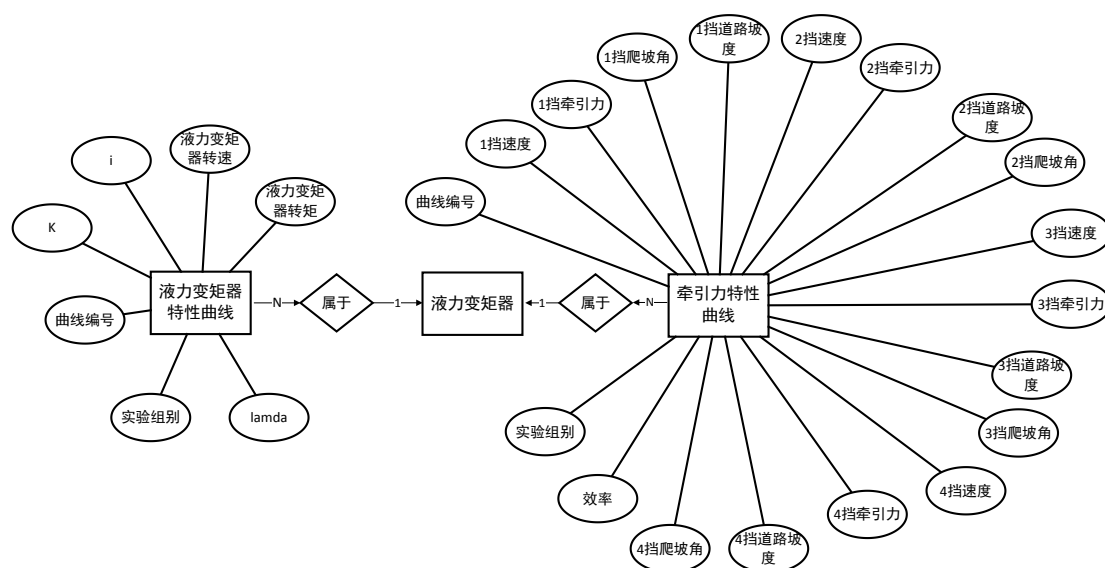 1挡道路坡
度
2挡速度
1挡爬坡角
2挡牵引力
1挡牵引力
2挡道路坡
度
液力变矩
器转速
1挡速度
i
2挡爬坡角
液力变矩
器转矩
曲线编号
K
3挡速度
液力变矩器
特性曲线
N
属于
1
液力变矩器
1
属于
N
牵引力特性
曲线
3挡牵引力
曲线编号
3挡道路坡
度
实验组别
lamda
实验组别
3挡爬坡角
4挡速度
效率
4挡牵引力
4挡爬坡角
4挡道路坡
度